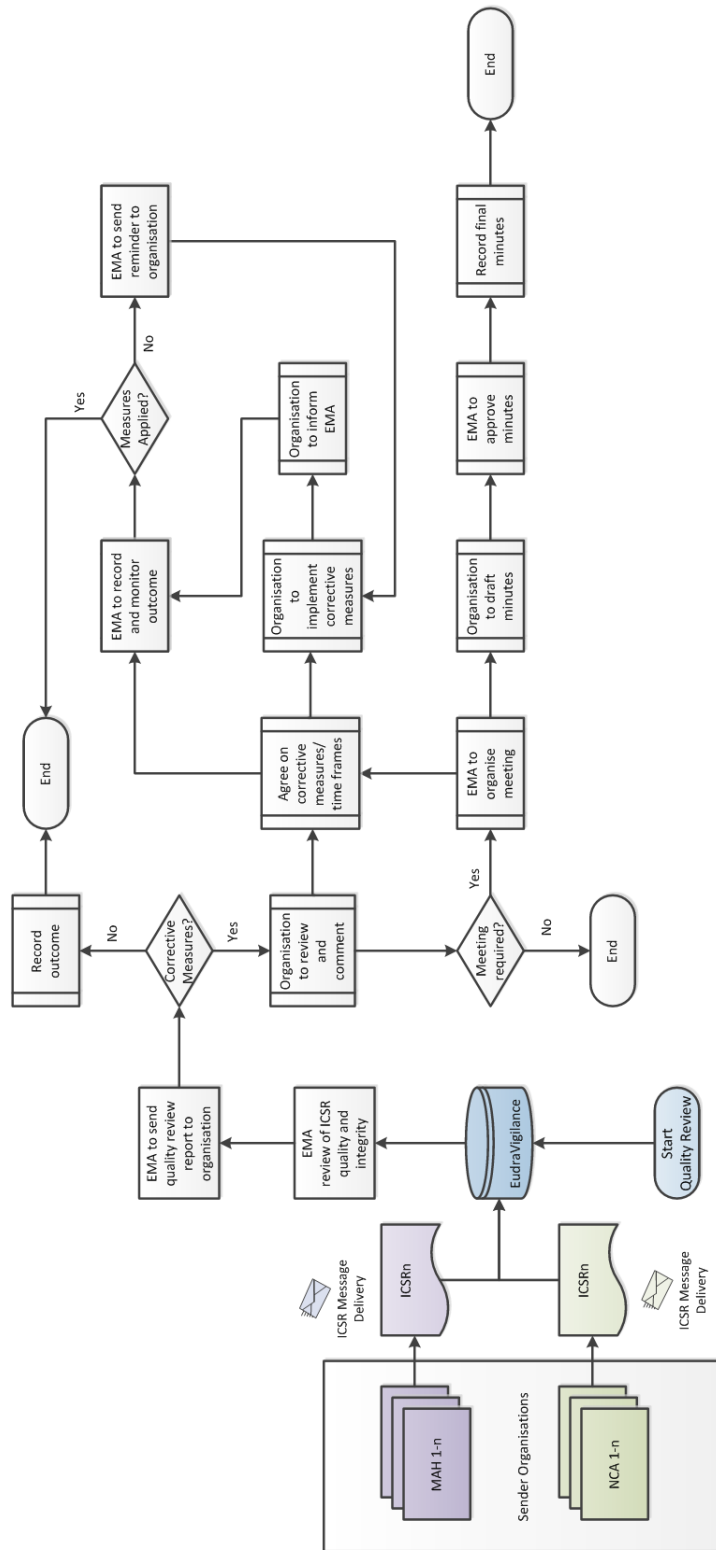 MAH 1-n
Sender Organisations
NCA 1-n
ICSR Message
Delivery
ICSRn
ICSRn
ICSR Message
Delivery
EudraVigilance
Start
Quality Review
EMA
review of ICSR
quality and
integrity
EMA to send
quality review
report to
organisation
Corrective
Measures?
No
Record
outcome
End
Yes
Organisation
to review
and
comment
Meeting
required?
No
End
Yes
EMA to
organise
meeting
Agree on
corrective
measures/
time frames
EMA to record
and monitor
outcome
Organisation
to
implement
corrective
measures
Organisation
to inform
EMA
Measures
Applied?
Yes
No
EMA to send
reminder to
organisation
Organisation
to draft
minutes
EMA to
approve
minutes
Record final
minutes
End